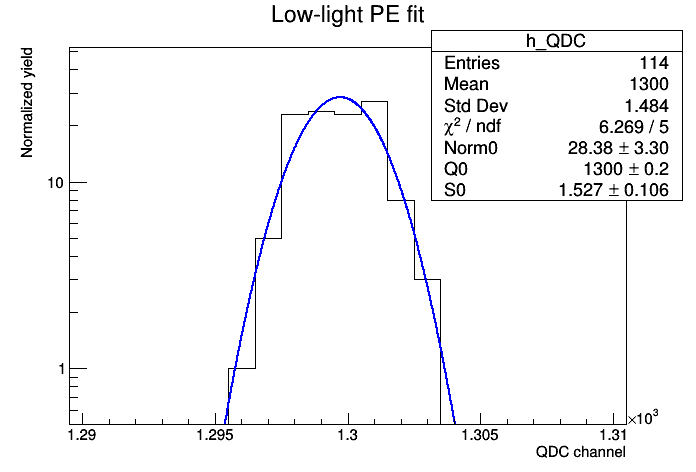 Low-light PE fit
h_QDC
Entries 114
Mean 1300
Std Dev 1.484
χ² / ndf 6.269 / 5
Norm0 28.38 ± 3.30
Q0 1300 ± 0.2
S0 1.527 ± 0.106
Normalized yield
10
1
1.29 1.295 1.3 1.305 1.31
×10³
QDC channel